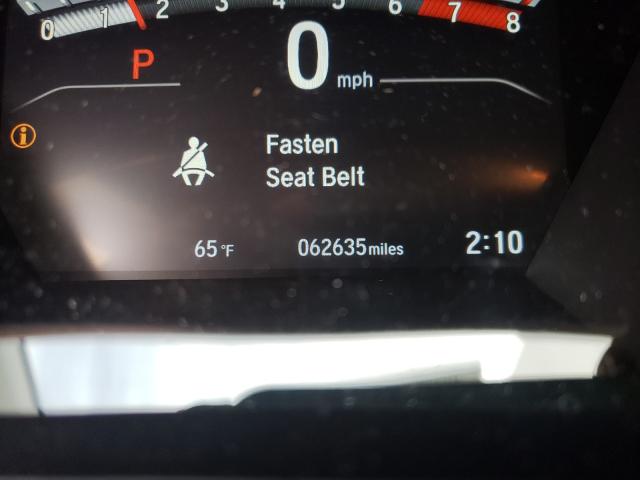 0 1 2 3 4 5 6 7 8
P 0 mph
i
Fasten
Seat Belt
65 °F 062635 miles 2:10